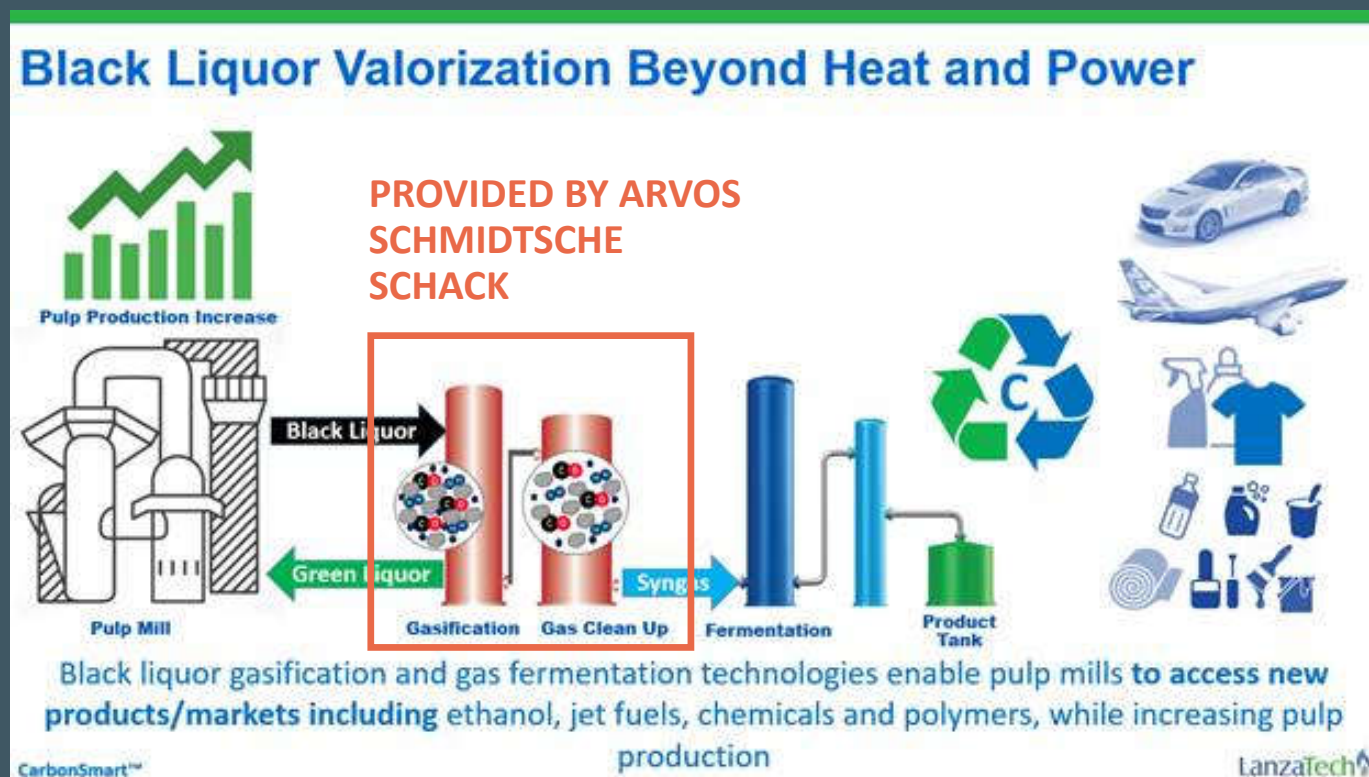 Black Liquor Valorization Beyond Heat and Power
PROVIDED BY ARVOS
SCHMIDTSCHE
SCHACK
Pulp Production Increase
Black Liquor
C
Green Liquor
Syngas
Pulp Mill
Gasification
Gas Clean Up
Fermentation
Product
Tank
Black liquor gasification and gas fermentation technologies enable pulp mills to access new
products/markets including ethanol, jet fuels, chemicals and polymers, while increasing pulp
production
CarbonSmart™
LanzaTech